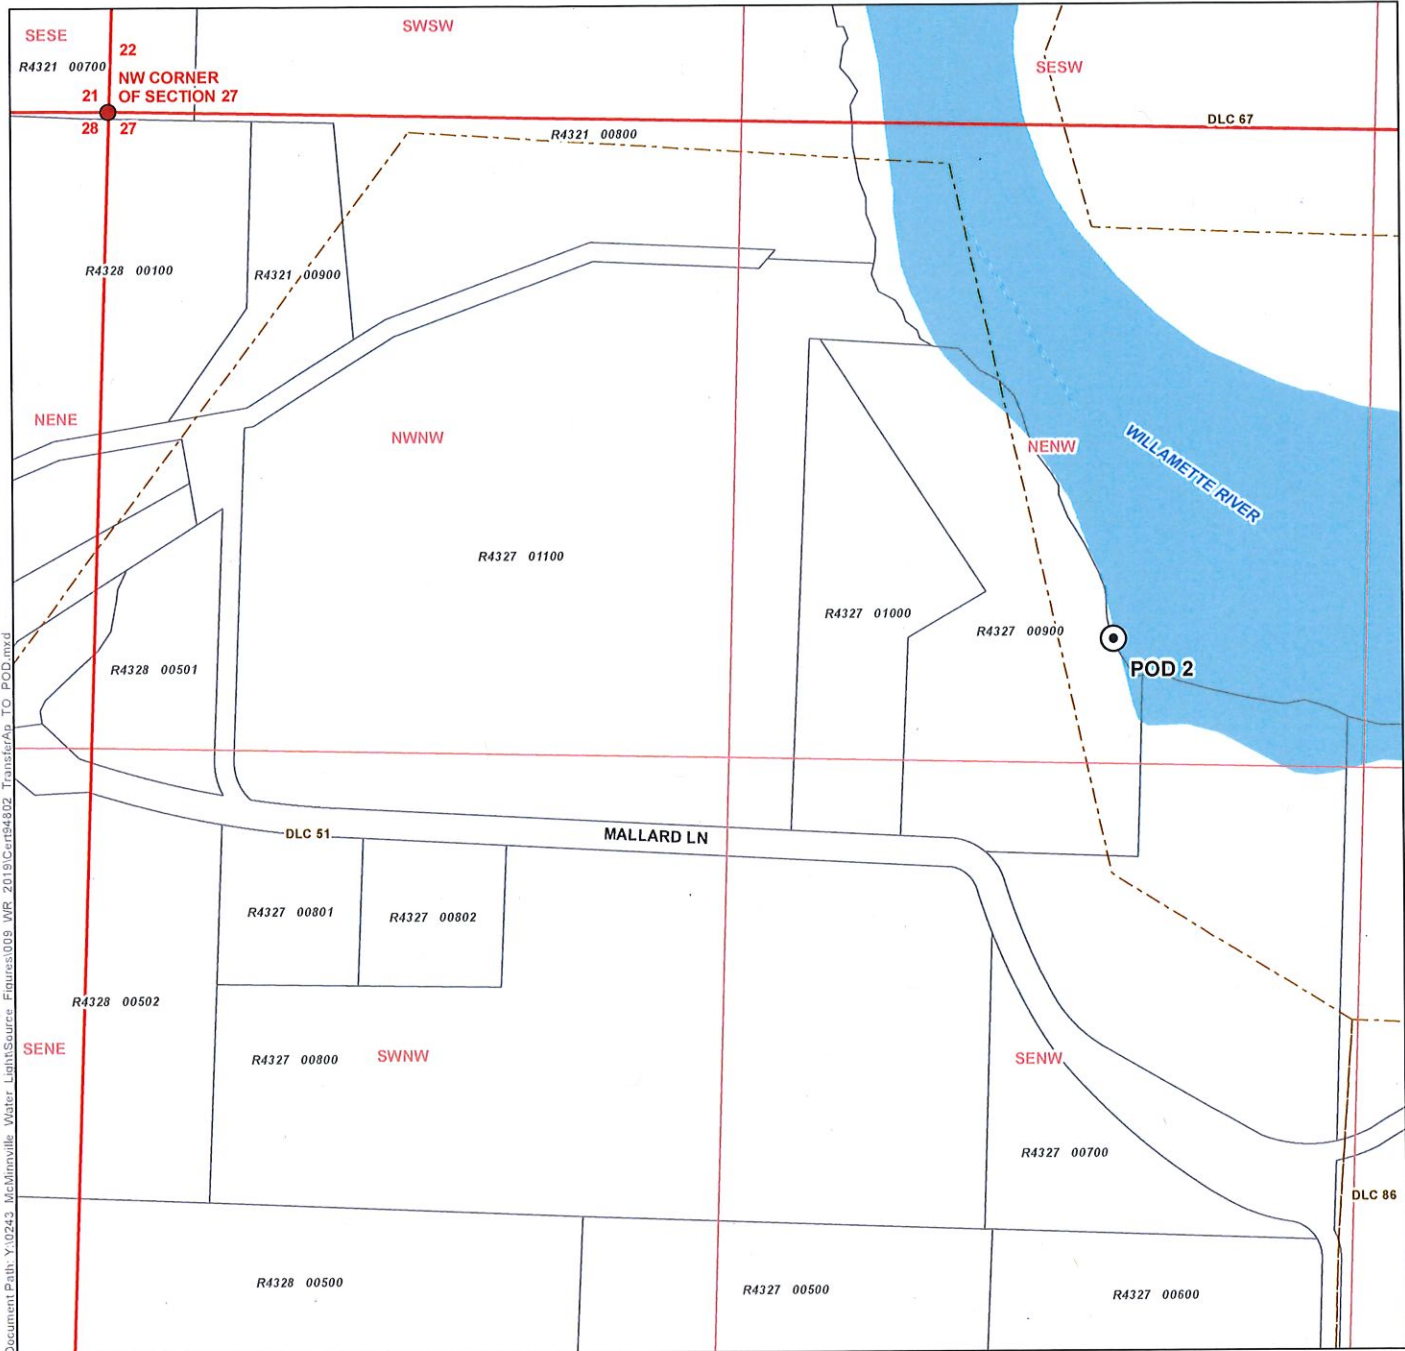 SESE
SWSW
22
R4321 00700
NW CORNER
OF SECTION 27
21
28
27
SESW
DLC 67
R4321 00800
R4328 00100
R4321 00900
NENE
NWNW
NENW
WILLAMETTE RIVER
R4327 01100
R4327 01000
R4327 00900
POD 2
R4328 00501
DLC 51
MALLARD LN
R4327 00801
R4327 00802
R4328 00502
SENE
R4327 00800
SWNW
SENW
R4327 00700
DLC 86
R4328 00500
R4327 00500
R4327 00600
Document Path: Y:\0243 McMinnville Water Light\Source Figures\009 WR 2019\Cert94802 TransferAp TO POD.mxd